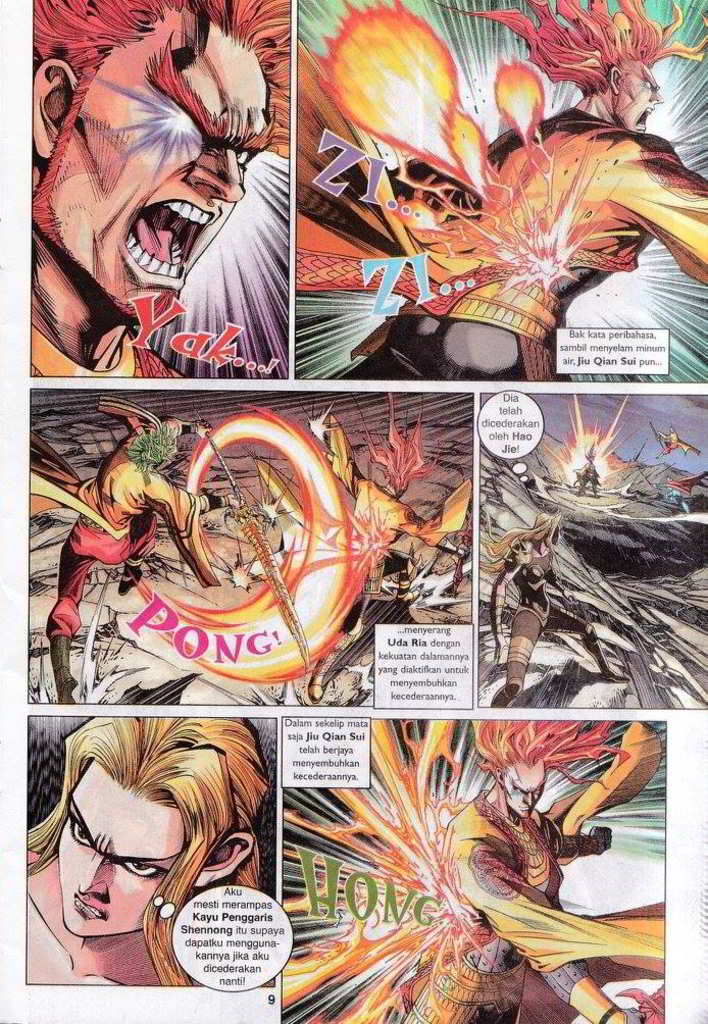 Yak...!
ZI...
ZI...
Bak kata peribahasa,
sambil menyelam minum
air, Jiu Qian Sui pun...
PONG!
...menyerang
Uda Ria dengan
kekuatan dalamannya
yang diaktifkan untuk
menyembuhkan
kecederaannya.
Dia
telah
dicederakan
oleh Hao
Jie!
Aku
mesti merampas
Kayu Penggaris
Shennong itu supaya
dapatku mengguna-
kannya jika aku
dicederakan
nanti!
Dalam sekelip mata
saja Jiu Qian Sui
telah berjaya
menyembuhkan
kecederaannya.
HONG
9